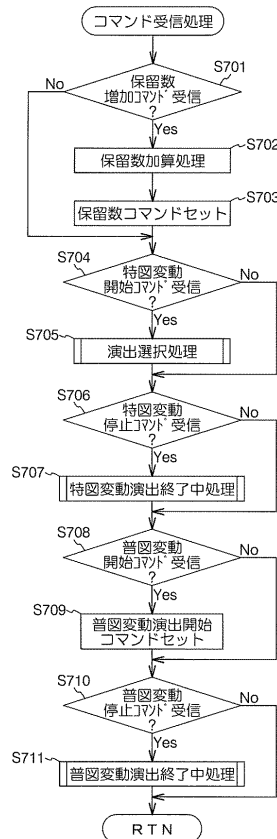 コマンド受信処理
S701
No
保留数
増加コマンド受信
?
Yes
S702
保留数加算処理
S703
保留数コマンドセット
S704
特図変動
開始コマンド受信
?
No
Yes
S705
演出選択処理
S706
特図変動
停止コマンド受信
?
No
Yes
S707
特図変動演出終了中処理
S708
普図変動
開始コマンド受信
?
No
Yes
S709
普図変動演出開始
コマンドセット
S710
普図変動
停止コマンド受信
?
No
Yes
S711
普図変動演出終了中処理
RTN